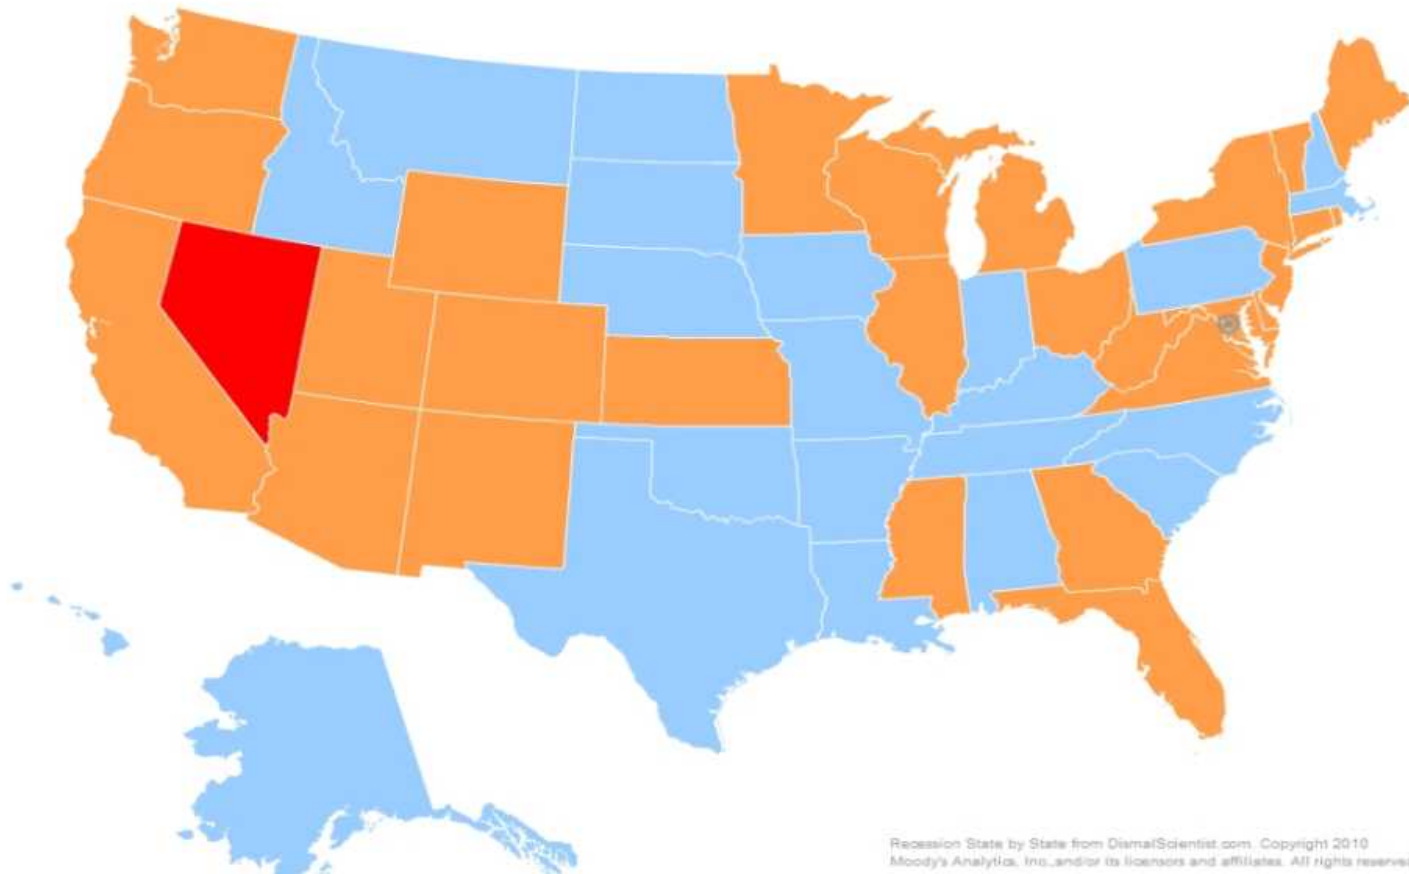 Recession State by State from DismalScientist.com. Copyright 2010
Moody's Analytics, Inc.,and/or its licensors and affiliates. All rights reserved